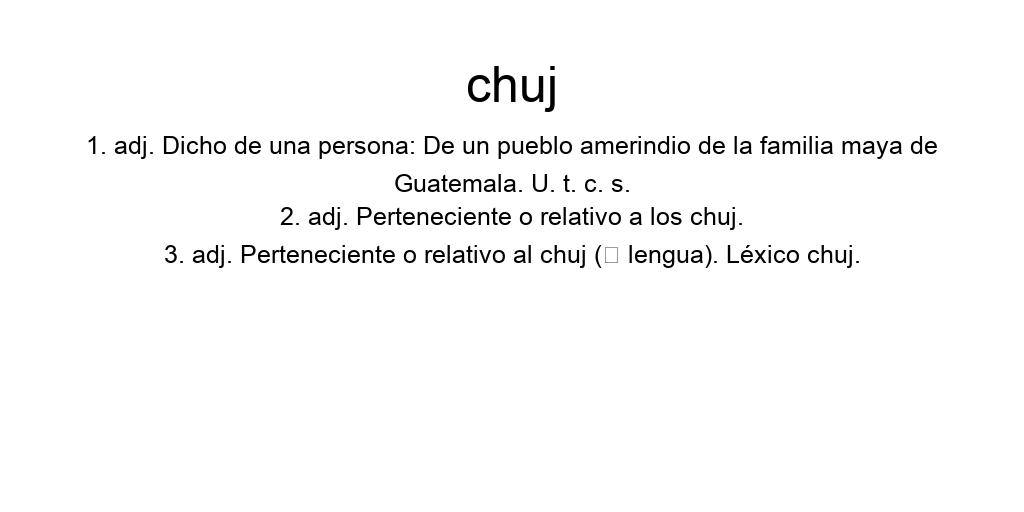 chuj
1. adj. Dicho de una persona: De un pueblo amerindio de la familia maya de
Guatemala. U. t. c. s.
2. adj. Perteneciente o relativo a los chuj.
3. adj. Perteneciente o relativo al chuj (▯ lengua). Léxico chuj.